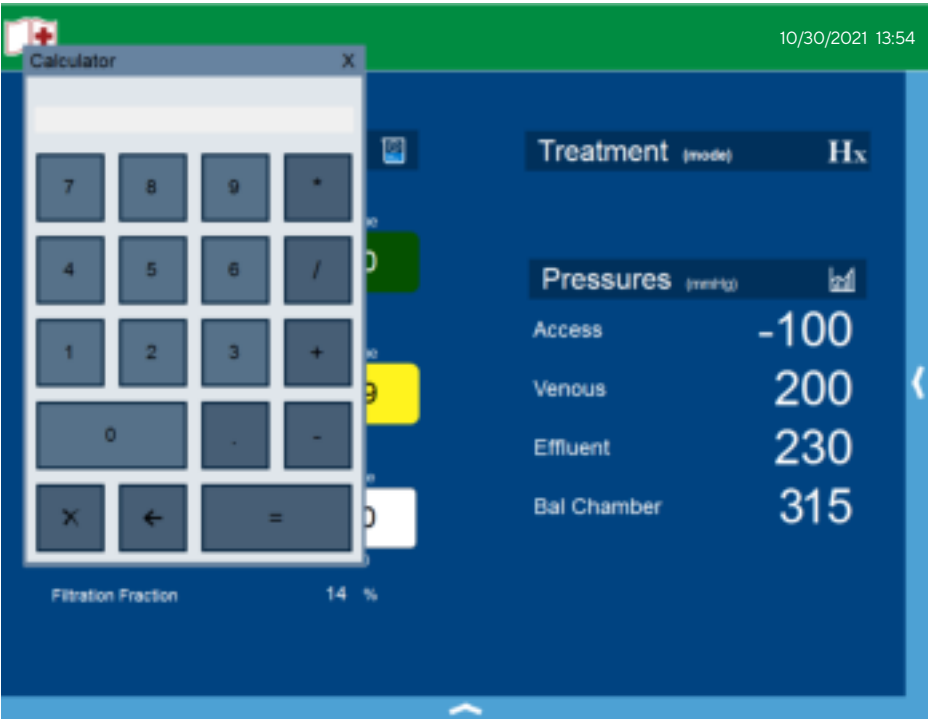 10/30/2021 13:54
Calculator X
7 8 9 *
4 5 6 /
1 2 3 +
0 . -
X ← =
Treatment (mode) Hx
Pressures (mmHg)
Access -100
Venous 200
Effluent 230
Bal Chamber 315
Filtration Fraction 14 %